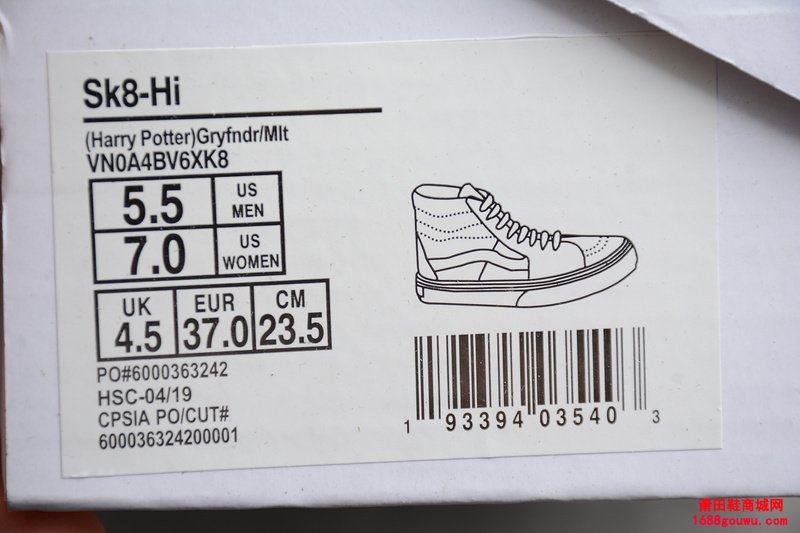 Sk8-Hi
(Harry Potter)Gryfndr/Mlt
VN0A4BV6XK8
5.5 US MEN
7.0 US WOMEN
UK EUR CM
4.5 37.0 23.5
PO#6000363242
HSC-04/19
CPSIA PO/CUT#
600036324200001
1 93394 03540 3
莆田鞋商城网
1688gouwu.com